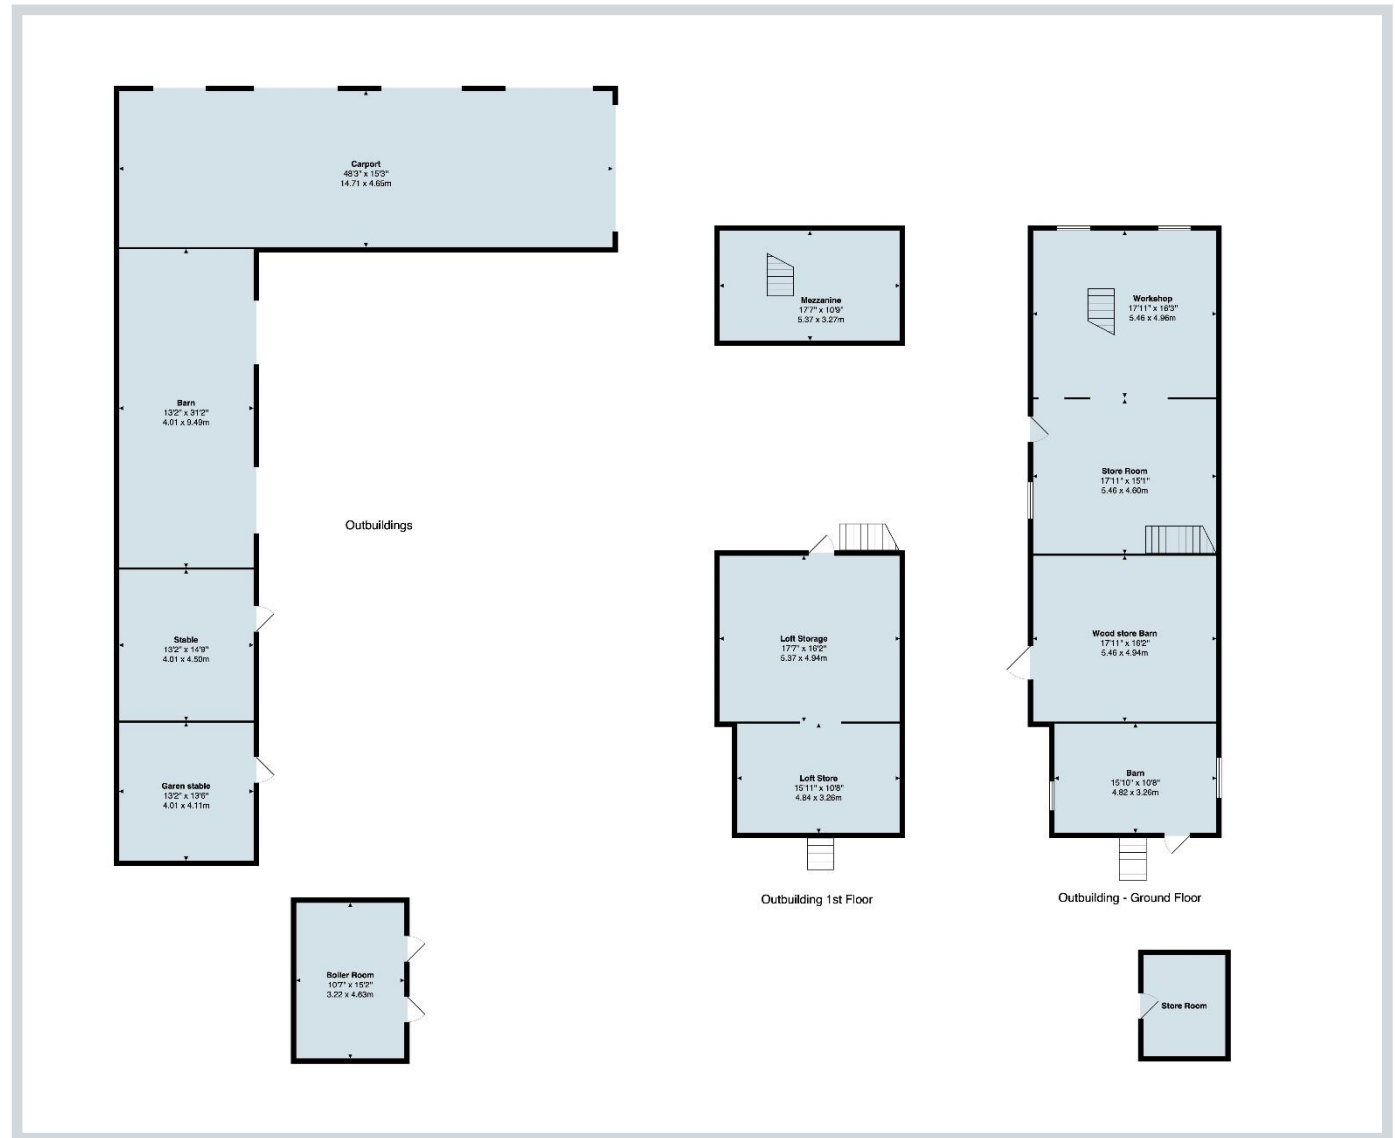 Carport
48'3" x 15'3"
14.71 x 4.65m
Mezzanine
17'7" x 10'9"
5.37 x 3.27m
Workshop
17'11" x 16'3"
5.46 x 4.96m
Barn
13'2" x 31'2"
4.01 x 9.49m
Store Room
17'11" x 15'1"
5.46 x 4.60m
Outbuildings
Stable
13'2" x 14'9"
4.01 x 4.50m
Loft Storage
17'7" x 16'2"
5.37 x 4.94m
Wood store Barn
17'11" x 16'2"
5.46 x 4.94m
Garen stable
13'2" x 13'6"
4.01 x 4.11m
Loft Store
15'11" x 10'8"
4.84 x 3.26m
Barn
15'10" x 10'8"
4.82 x 3.26m
Outbuilding 1st Floor
Outbuilding - Ground Floor
Boiler Room
10'7" x 15'2"
3.22 x 4.63m
Store Room